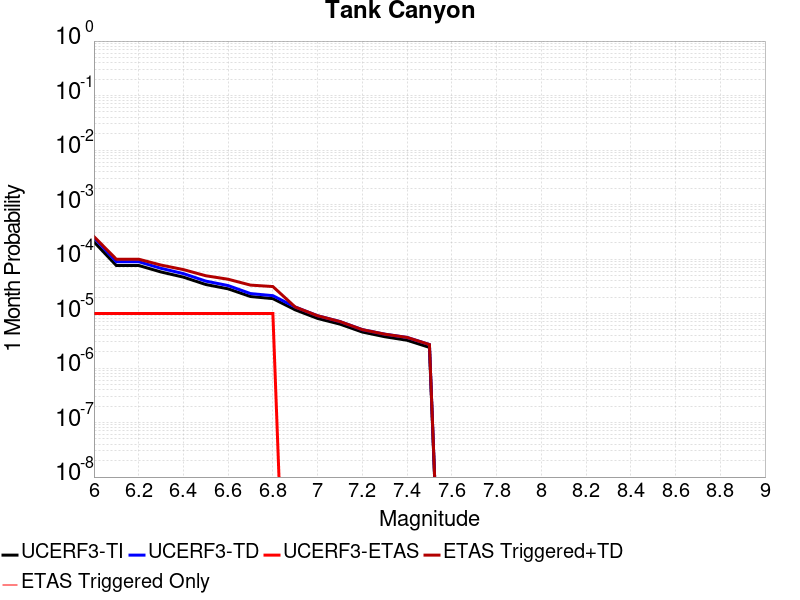 Tank Canyon
10 0
10-1
10-2
10-3
10-4
10-5
10-6
10-7
10-8
1 Month Probability
6 6.2 6.4 6.6 6.8 7 7.2 7.4 7.6 7.8 8 8.2 8.4 8.6 8.8 9
Magnitude
UCERF3-TI UCERF3-TD UCERF3-ETAS ETAS Triggered+TD
ETAS Triggered Only